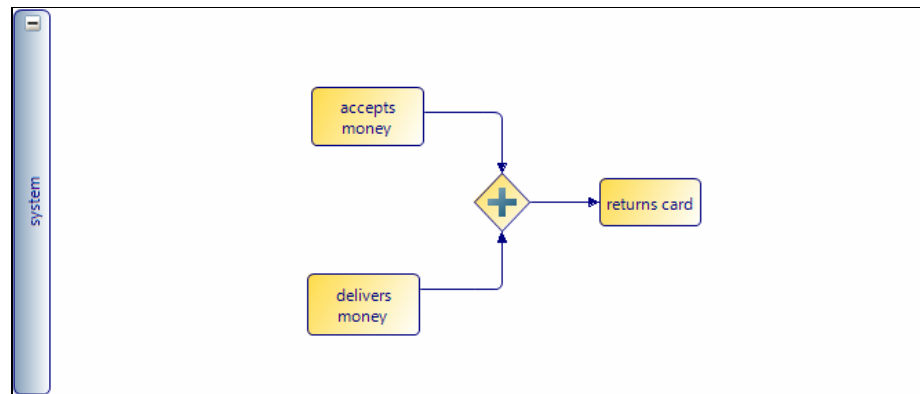 system
accepts
money
returns card
delivers
money